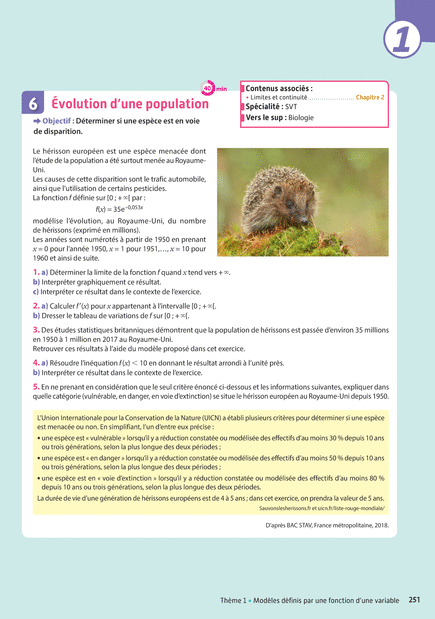 1
40 min
Contenus associés :
• Limites et continuité ........................ Chapitre 2
Spécialité : SVT
Vers le sup : Biologie
6 Évolution d'une population
➡ Objectif : Déterminer si une espèce est en voie
de disparition.
Le hérisson européen est une espèce menacée dont
l'étude de la population a été surtout menée au Royaume-
Uni.
Les causes de cette disparition sont le trafic automobile,
ainsi que l'utilisation de certains pesticides.
La fonction f définie sur [0 ; +∞[ par :
f(x) = 35e^−0,053x
modélise l'évolution, au Royaume-Uni, du nombre
de hérissons (exprimé en millions).
Les années sont numérotées à partir de 1950 en prenant
x = 0 pour l'année 1950, x = 1 pour 1951,…, x = 10 pour
1960 et ainsi de suite.
1. a) Déterminer la limite de la fonction f quand x tend vers +∞.
b) Interpréter graphiquement ce résultat.
c) Interpréter ce résultat dans le contexte de l'exercice.
2. a) Calculer f′(x) pour x appartenant à l'intervalle [0 ; +∞[.
b) Dresser le tableau de variations de f sur [0 ; +∞[.
3. Des études statistiques britanniques démontrent que la population de hérissons est passée d'environ 35 millions
en 1950 à 1 million en 2017 au Royaume-Uni.
Retrouver ces résultats à l'aide du modèle proposé dans cet exercice.
4. a) Résoudre l'inéquation f(x) < 10 en donnant le résultat arrondi à l'unité près.
b) Interpréter ce résultat dans le contexte de l'exercice.
5. En ne prenant en considération que le seul critère énoncé ci-dessous et les informations suivantes, expliquer dans
quelle catégorie (vulnérable, en danger, en voie d'extinction) se situe le hérisson européen au Royaume-Uni depuis 1950.
L'Union Internationale pour la Conservation de la Nature (UICN) a établi plusieurs critères pour déterminer si une espèce
est menacée ou non. En simplifiant, l'un d'entre eux précise :
• une espèce est « vulnérable » lorsqu'il y a réduction constatée ou modélisée des effectifs d'au moins 30 % depuis 10 ans
ou trois générations, selon la plus longue des deux périodes ;
• une espèce est « en danger » lorsqu'il y a réduction constatée ou modélisée des effectifs d'au moins 50 % depuis 10 ans
ou trois générations, selon la plus longue des deux périodes ;
• une espèce est en « voie d'extinction » lorsqu'il y a réduction constatée ou modélisée des effectifs d'au moins 80 %
depuis 10 ans ou trois générations, selon la plus longue des deux périodes.
La durée de vie d'une génération de hérissons européens est de 4 à 5 ans ; dans cet exercice, on prendra la valeur de 5 ans.
Sauvonslesherissons.fr et uicn.fr/liste-rouge-mondiale/
D'après BAC STAV, France métropolitaine, 2018.
Thème 1 • Modèles définis par une fonction d'une variable 251